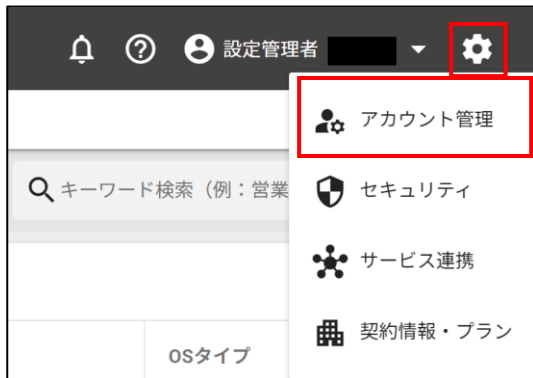 設定管理者
アカウント管理
キーワード検索（例：営業
セキュリティ
サービス連携
契約情報・プラン
OSタイプ